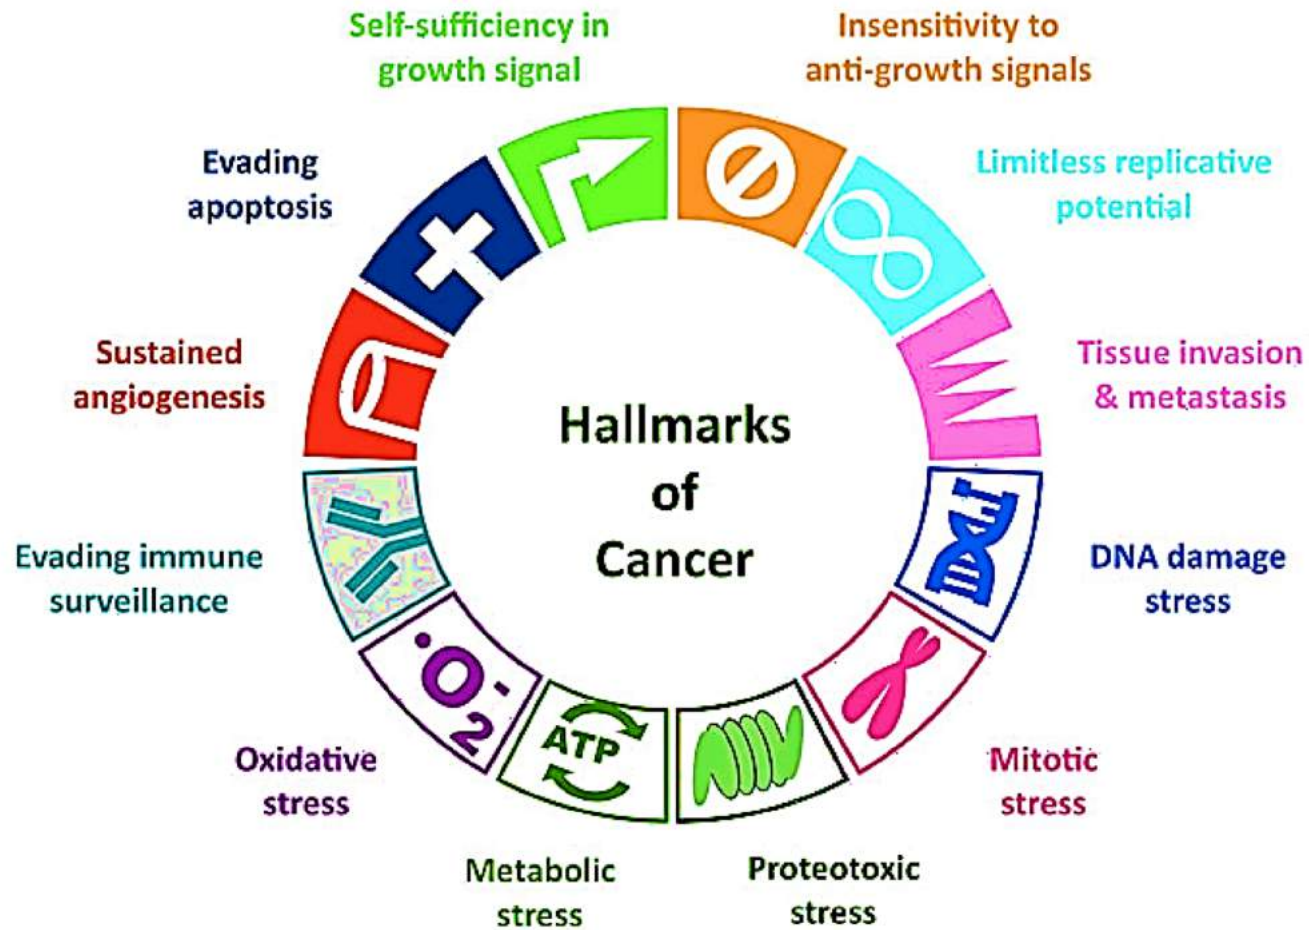 Self-sufficiency in
growth signal
Insensitivity to
anti-growth signals
Evading
apoptosis
Limitless replicative
potential
Sustained
angiogenesis
Tissue invasion
& metastasis
Hallmarks
of
Cancer
Evading immune
surveillance
DNA damage
stress
•O2-
ATP
Oxidative
stress
Mitotic
stress
Metabolic
stress
Proteotoxic
stress